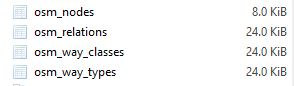 osm_nodes 8.0 KiB
osm_relations 24.0 KiB
osm_way_classes 24.0 KiB
osm_way_types 24.0 KiB